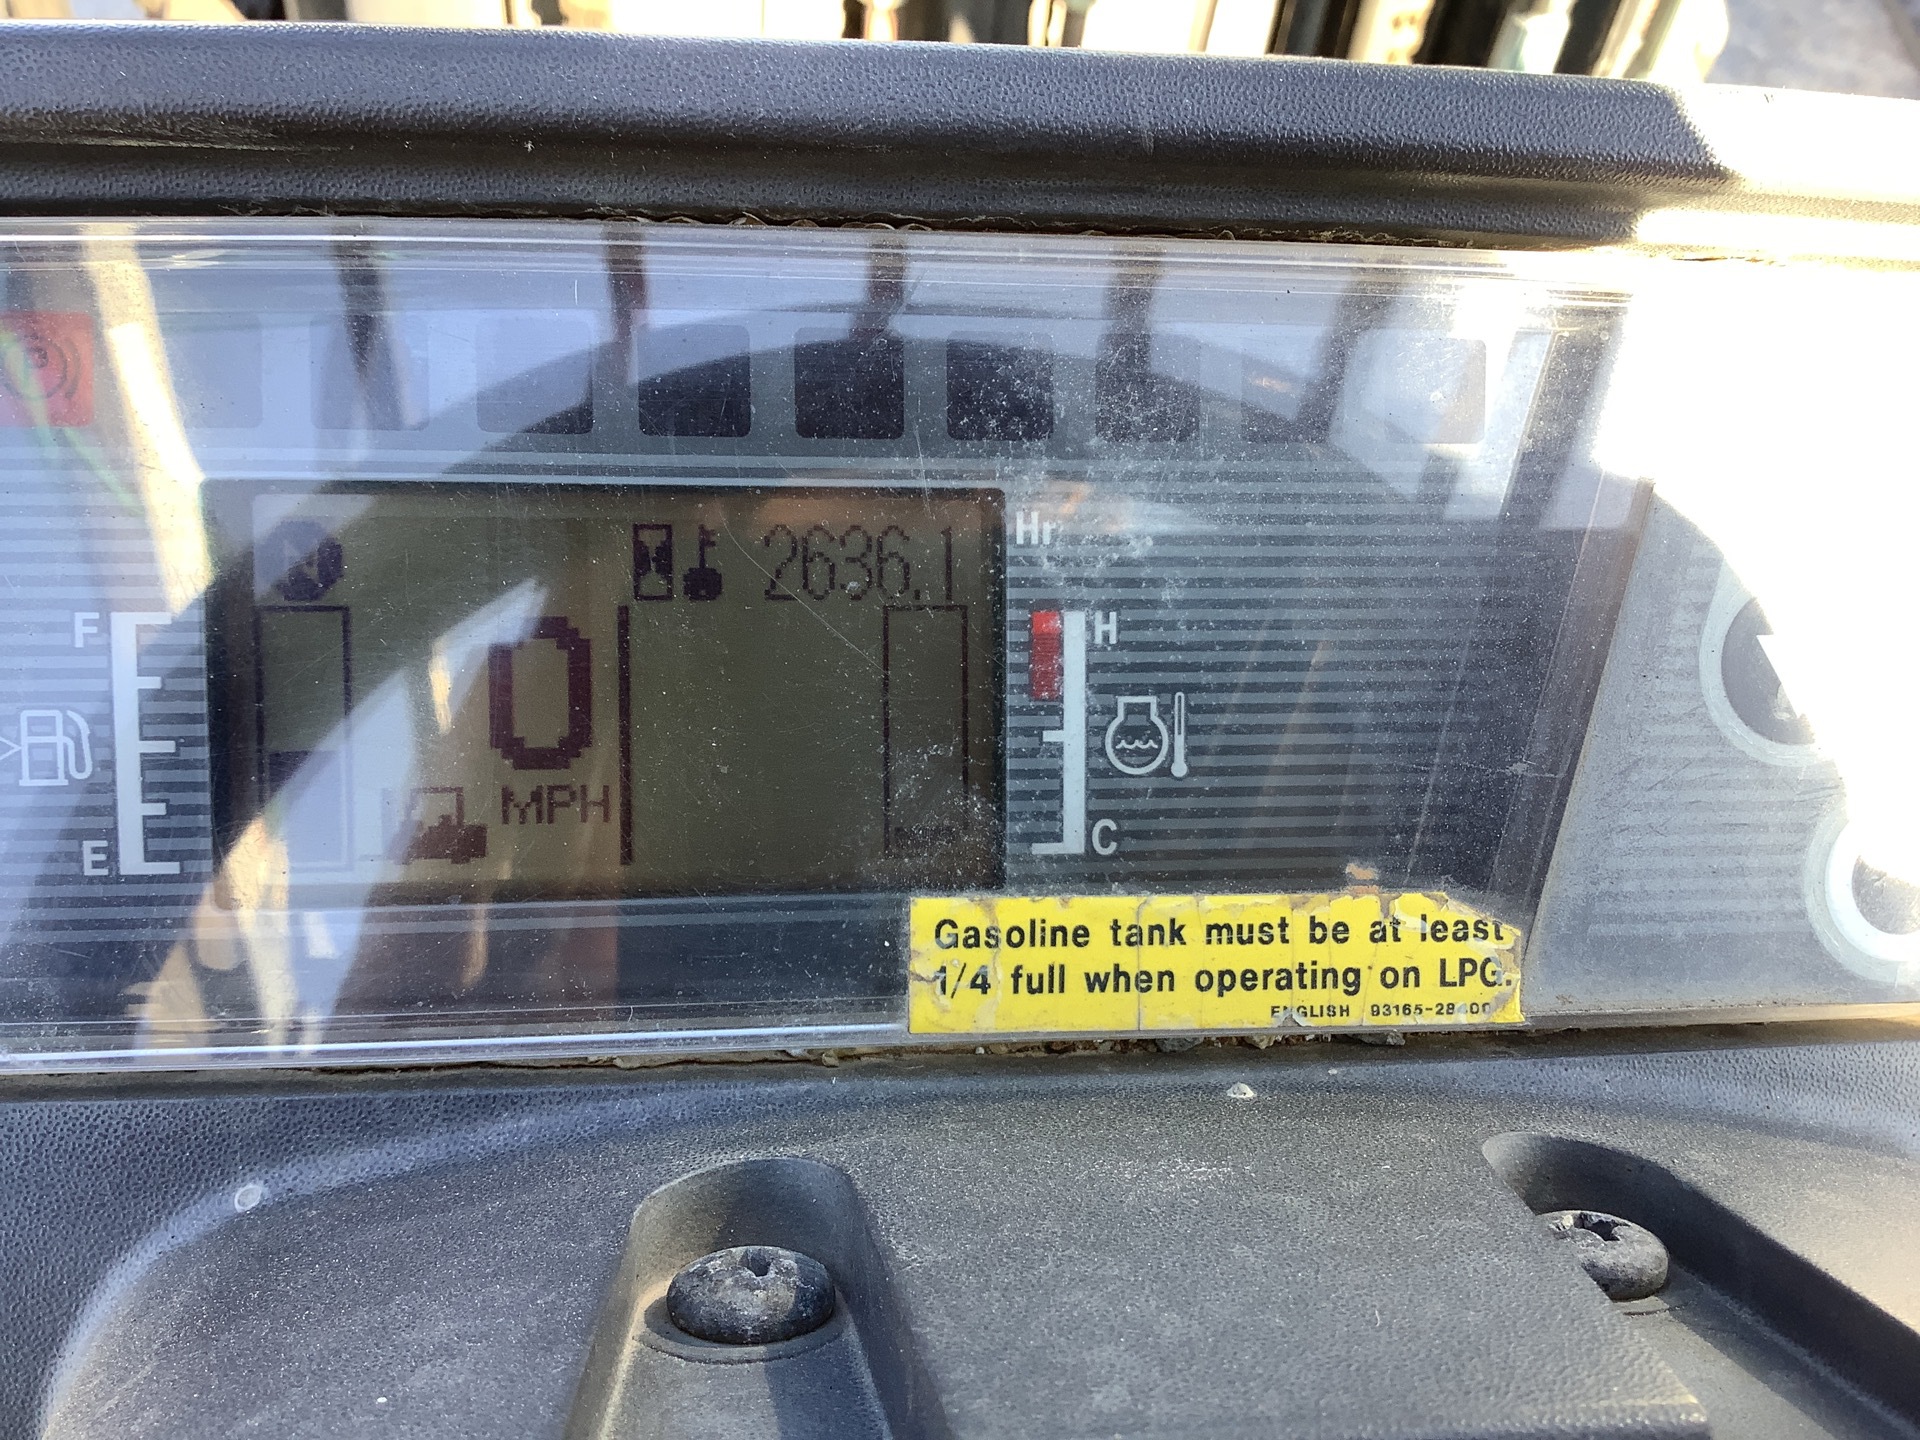 2636.1 Hr
F
H
0
MPH
E
C
Gasoline tank must be at least
1/4 full when operating on LPG.
ENGLISH